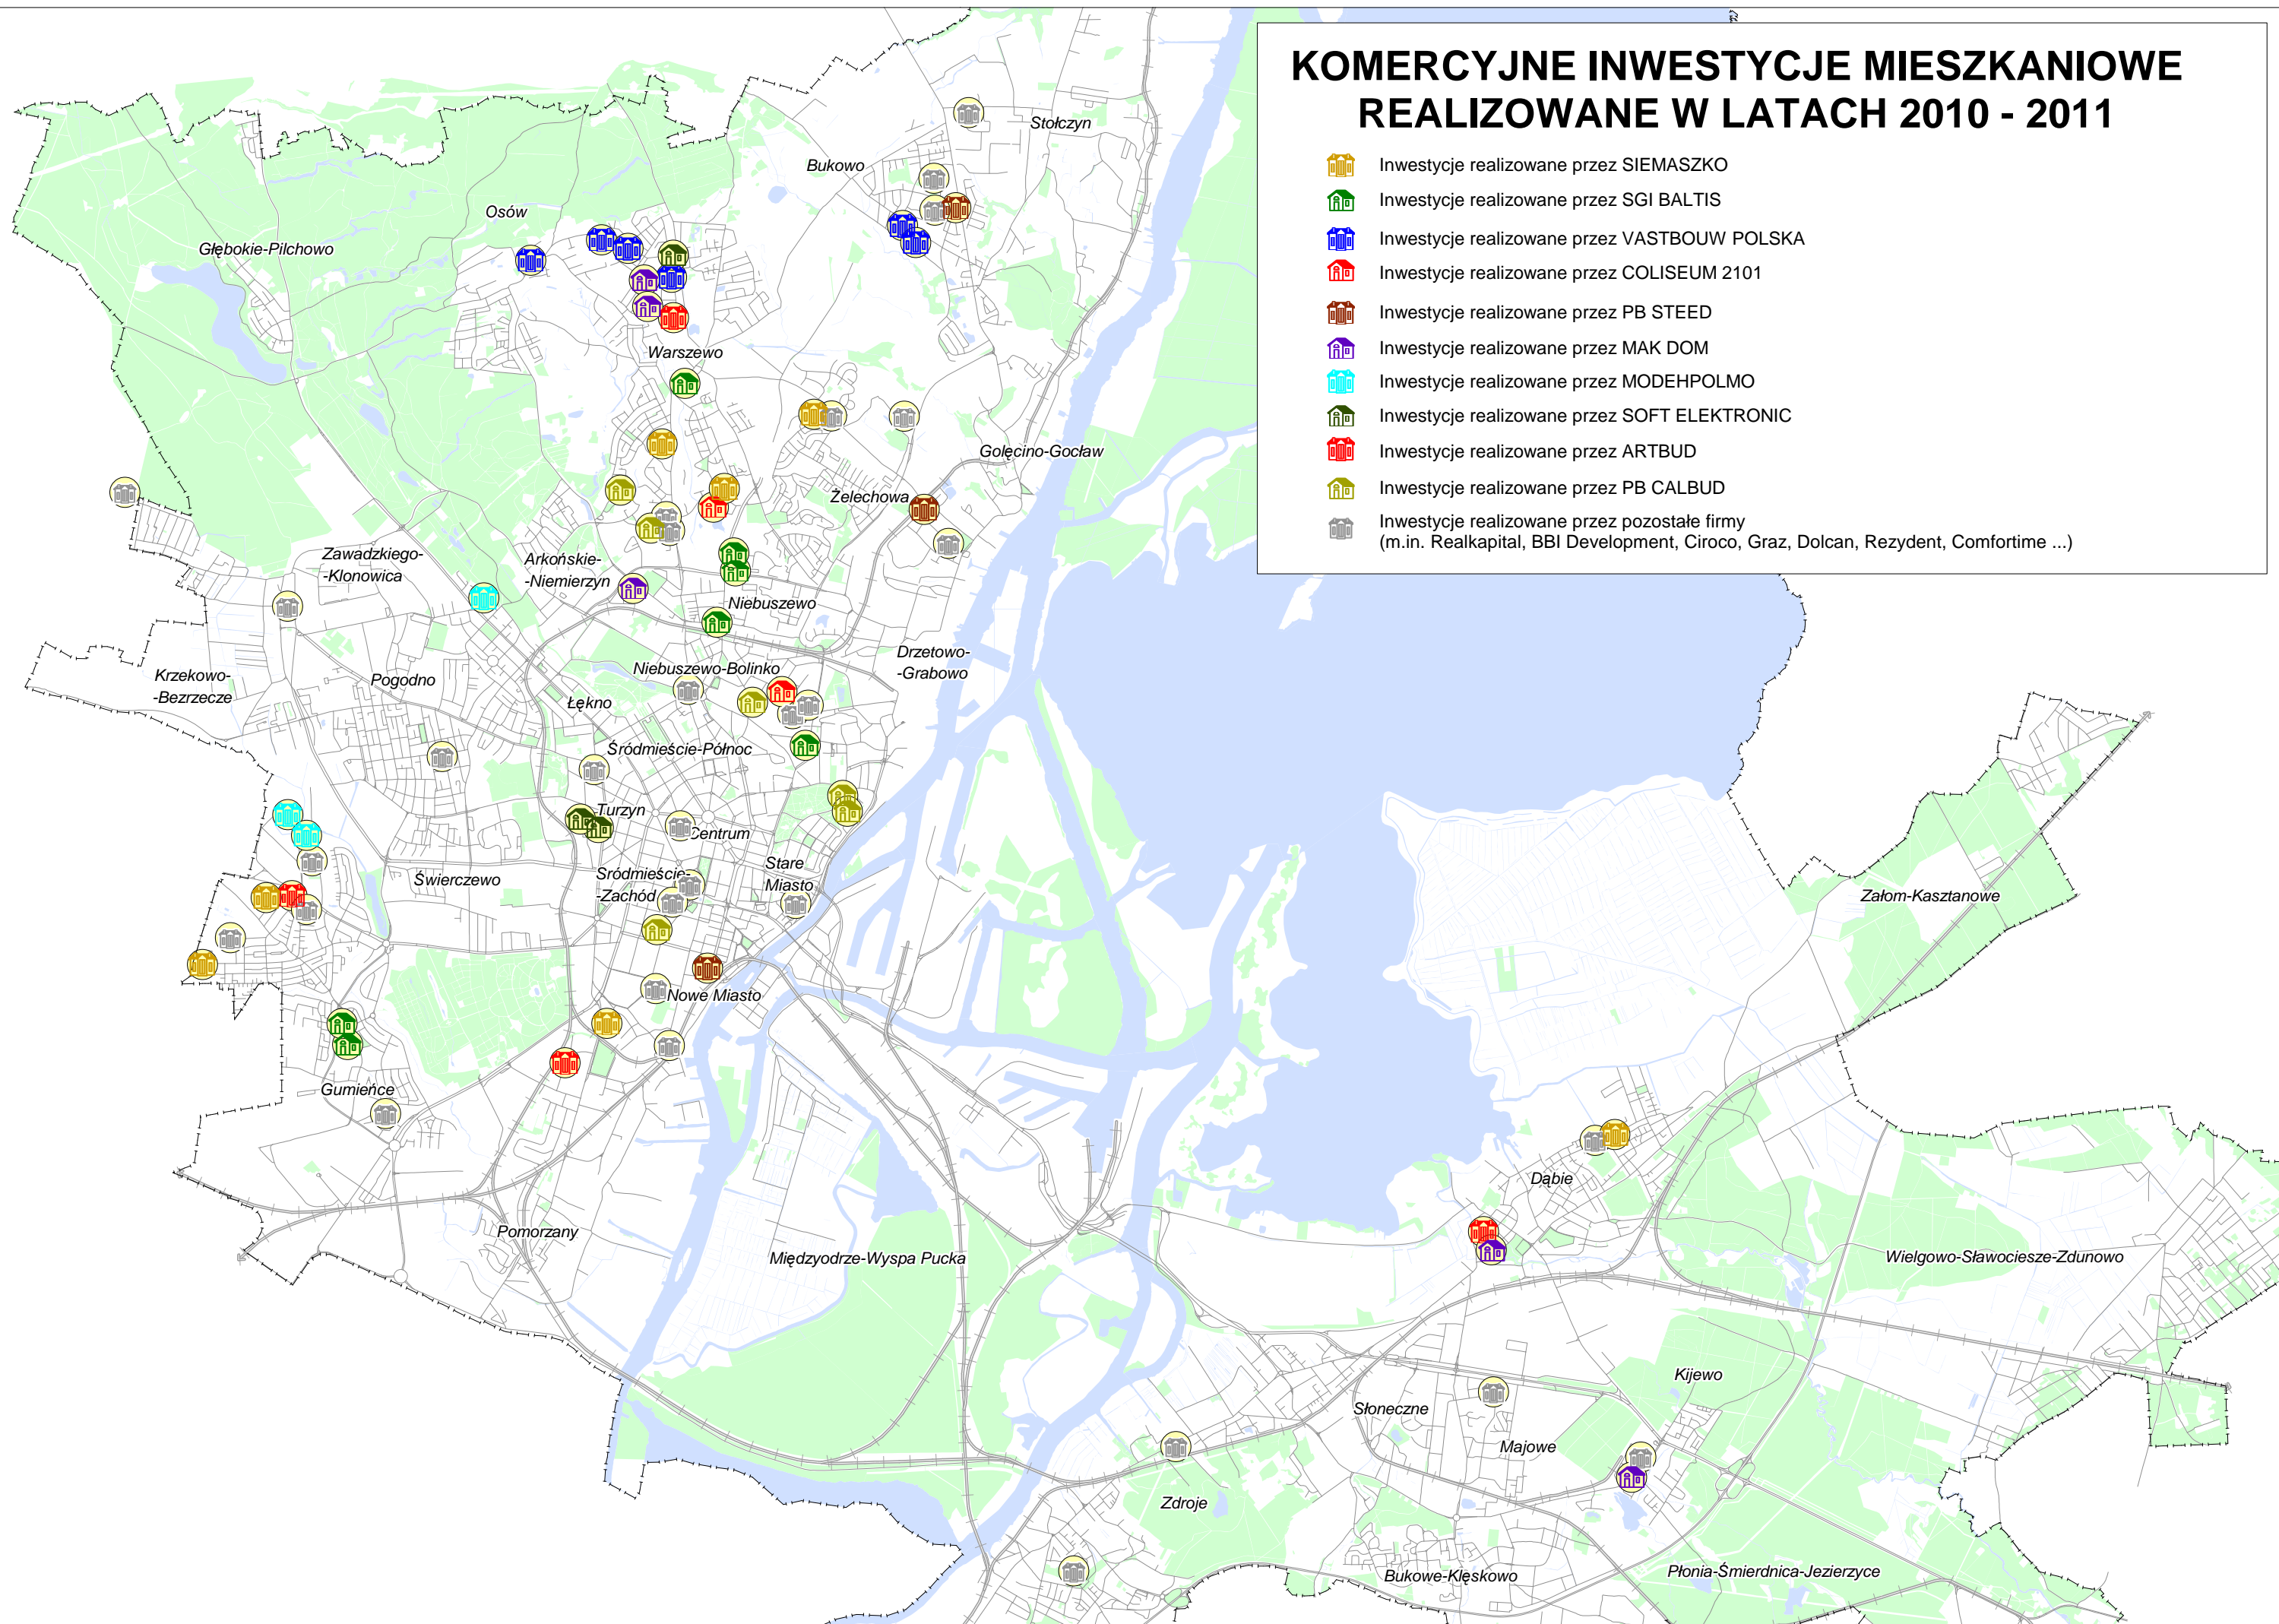 KOMERCYJNE INWESTYCJE MIESZKANIOWE
REALIZOWANE W LATACH 2010 - 2011
Inwestycje realizowane przez SIEMASZKO
Inwestycje realizowane przez SGI BALTIS
Inwestycje realizowane przez VASTBOUW POLSKA
Inwestycje realizowane przez COLISEUM 2101
Inwestycje realizowane przez PB STEED
Inwestycje realizowane przez MAK DOM
Inwestycje realizowane przez MODEHPOLMO
Inwestycje realizowane przez SOFT ELEKTRONIC
Inwestycje realizowane przez ARTBUD
Inwestycje realizowane przez PB CALBUD
Inwestycje realizowane przez pozostałe firmy
(m.in. Realkapital, BBI Development, Ciroco, Graz, Dolcan, Rezydent, Comfortime ...)
Stołczyn
Bukowo
Osów
Głębokie-Pilchowo
Warszewo
Golęcino-Gocław
Żelechowa
Zawadzkiego-
-Klonowica
Arkońskie-
-Niemierzyn
Niebuszewo
Drzetowo-
-Grabowo
Niebuszewo-Bolinko
Krzekowo-
-Bezrzecze
Pogodno
Łękno
Śródmieście-Północ
Turzyn
Centrum
Stare
Miasto
Świerczewo
Sródmieście-
-Zachód
Załom-Kasztanowe
Nowe Miasto
Gumieńce
Dąbie
Pomorzany
Międzyodrze-Wyspa Pucka
Wielgowo-Sławociesze-Zdunowo
Kijewo
Słoneczne
Majowe
Zdroje
Bukowe-Klęskowo
Płonia-Śmierdnica-Jezierzyce